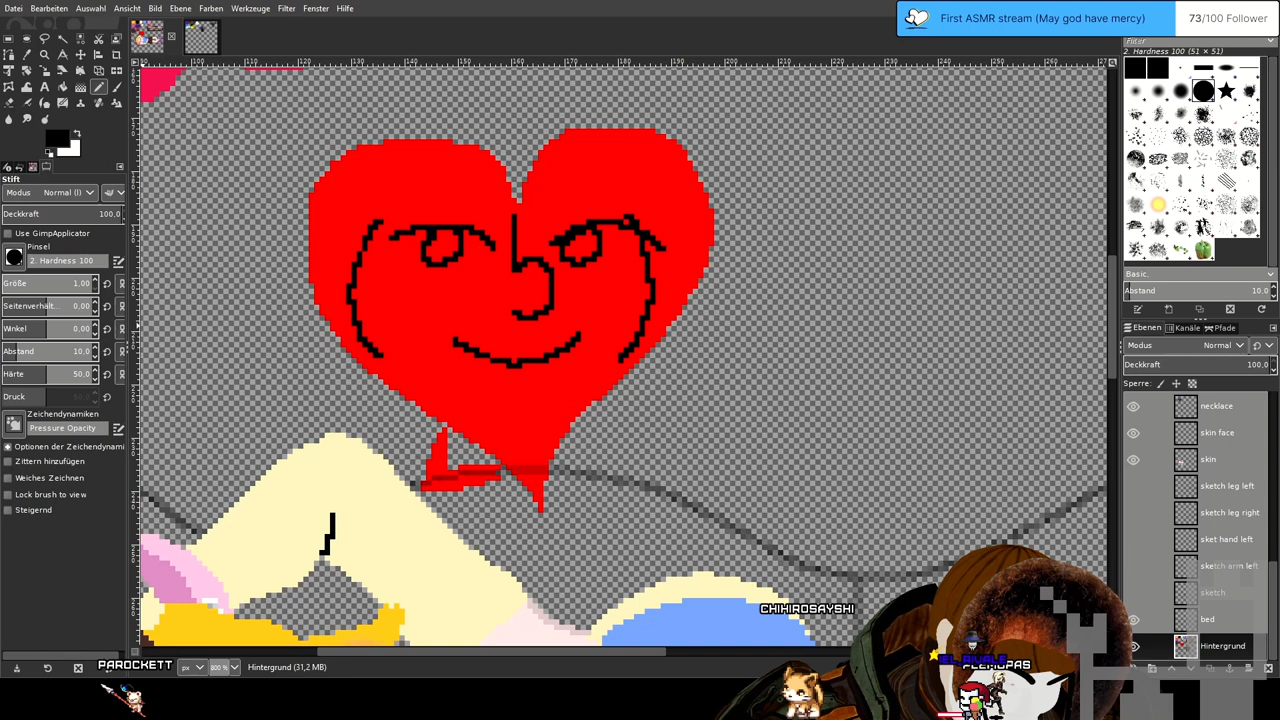 Datei Bearbeiten Auswahl Ansicht Bild Ebene Farben Werkzeuge Filter Fenster Hilfe
First ASMR stream (May god have mercy) 73/100 Follower
Filter
2. Hardness 100 (51 × 51)
Stift
Modus Normal (l)
Deckkraft 100,0
Use GimpApplicator
Pinsel
2. Hardness 100
Größe 1,00
Seitenverhält... 0,00
Winkel 0,00
Abstand 10,0
Härte 50,0
Druck 50,0
Zeichendynamiken
Pressure Opacity
Optionen der Zeichendynami
Zittern hinzufügen
Weiches Zeichnen
Lock brush to view
Steigernd
Basic,
Abstand 10,0
Ebenen Kanäle Pfade
Modus Normal
Deckkraft 100,0
Sperre:
necklace
skin face
skin
sketch leg left
sketch leg right
sket hand left
sketch arm left
sketch
bed
Hintergrund
CHIKIROSAYSHI
PAROCKETT
px 800 % Hintergrund (31,2 MB)